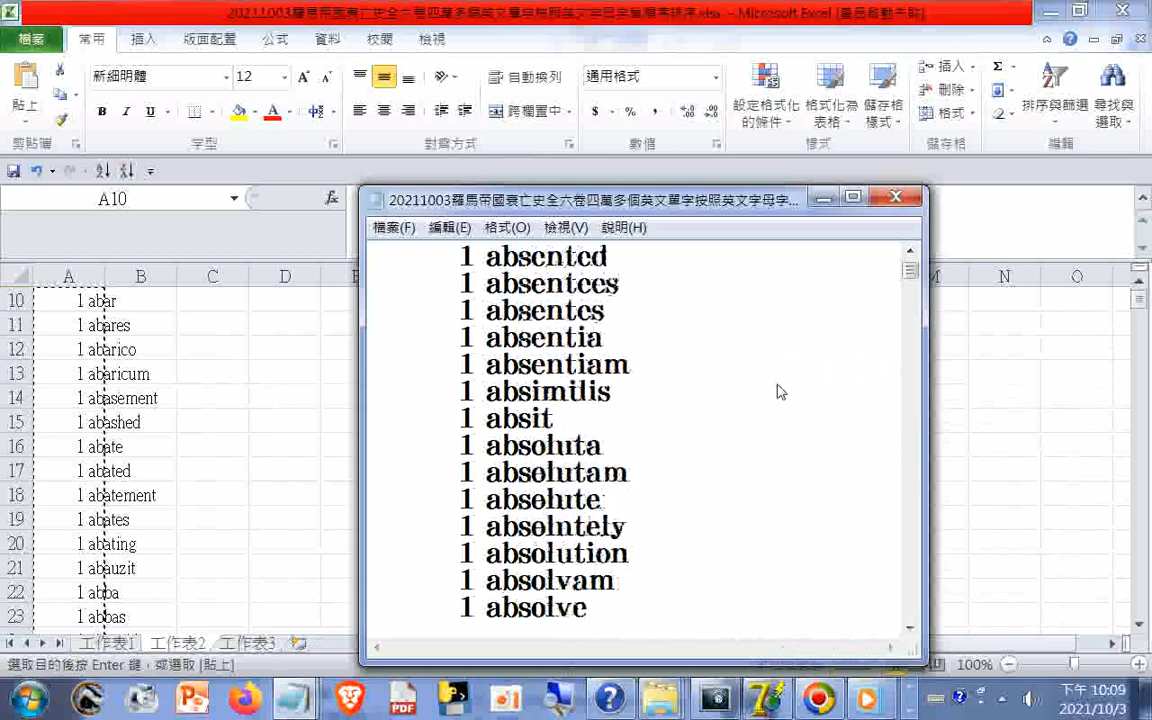 20211003羅馬帝國衰亡史全六卷四萬多個英文單字按照英文字母字首順序排序.xlsx - Microsoft Excel (產品啟動失敗)
檔案 常用 插入 版面配置 公式 資料 校閱 檢視
貼上
新細明體 12
B I U
自動換列
跨欄置中
通用格式
$ % ,
設定格式化的條件
格式化為表格
儲存格樣式
插入
刪除
格式
Σ
排序與篩選
尋找與選取
剪貼簿 字型 對齊方式 數值 樣式 儲存格 編輯
A10 fx
A B C D M N O
10 1 abar
11 1 abares
12 1 abarico
13 1 abaricum
14 1 abasement
15 1 abashed
16 1 abate
17 1 abated
18 1 abatement
19 1 abates
20 1 abating
21 1 abauzit
22 1 abba
23 1 abbas
20211003羅馬帝國衰亡史全六卷四萬多個英文單字按照英文字母字...
檔案(F) 編輯(E) 格式(O) 檢視(V) 說明(H)
1 absented
1 absentees
1 absentes
1 absentia
1 absentiam
1 absimilis
1 absit
1 absoluta
1 absolutam
1 absolute
1 absolutely
1 absolution
1 absolvam
1 absolve
工作表1 工作表2 工作表3
選取目的後按 Enter 鍵，或選取 [貼上]
100%
PDF
下午 10:09
2021/10/3